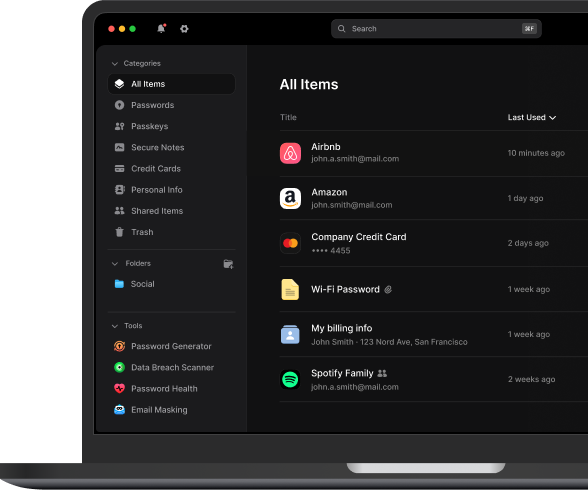 Search
⌘F
Categories
All Items
Passwords
Passkeys
Secure Notes
Credit Cards
Personal Info
Shared Items
Trash
Folders
Social
Tools
Password Generator
Data Breach Scanner
Password Health
Email Masking
All Items
Title Last Used
Airbnb
john.a.smith@mail.com
10 minutes ago
Amazon
john.smith@mail.com
1 day ago
Company Credit Card
•••• 4455
2 days ago
Wi-Fi Password
1 week ago
My billing info
John Smith · 123 Nord Ave, San Francisco
1 week ago
Spotify Family
john.a.smith@mail.com
2 weeks ago